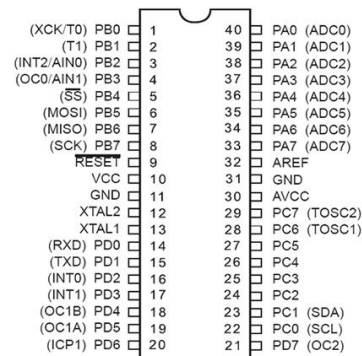 (XCK/T0) PB0 1 40 PA0 (ADC0)
(T1) PB1 2 39 PA1 (ADC1)
(INT2/AIN0) PB2 3 38 PA2 (ADC2)
(OC0/AIN1) PB3 4 37 PA3 (ADC3)
(SS) PB4 5 36 PA4 (ADC4)
(MOSI) PB5 6 35 PA5 (ADC5)
(MISO) PB6 7 34 PA6 (ADC6)
(SCK) PB7 8 33 PA7 (ADC7)
RESET 9 32 AREF
VCC 10 31 GND
GND 11 30 AVCC
XTAL2 12 29 PC7 (TOSC2)
XTAL1 13 28 PC6 (TOSC1)
(RXD) PD0 14 27 PC5
(TXD) PD1 15 26 PC4
(INT0) PD2 16 25 PC3
(INT1) PD3 17 24 PC2
(OC1B) PD4 18 23 PC1 (SDA)
(OC1A) PD5 19 22 PC0 (SCL)
(ICP1) PD6 20 21 PD7 (OC2)